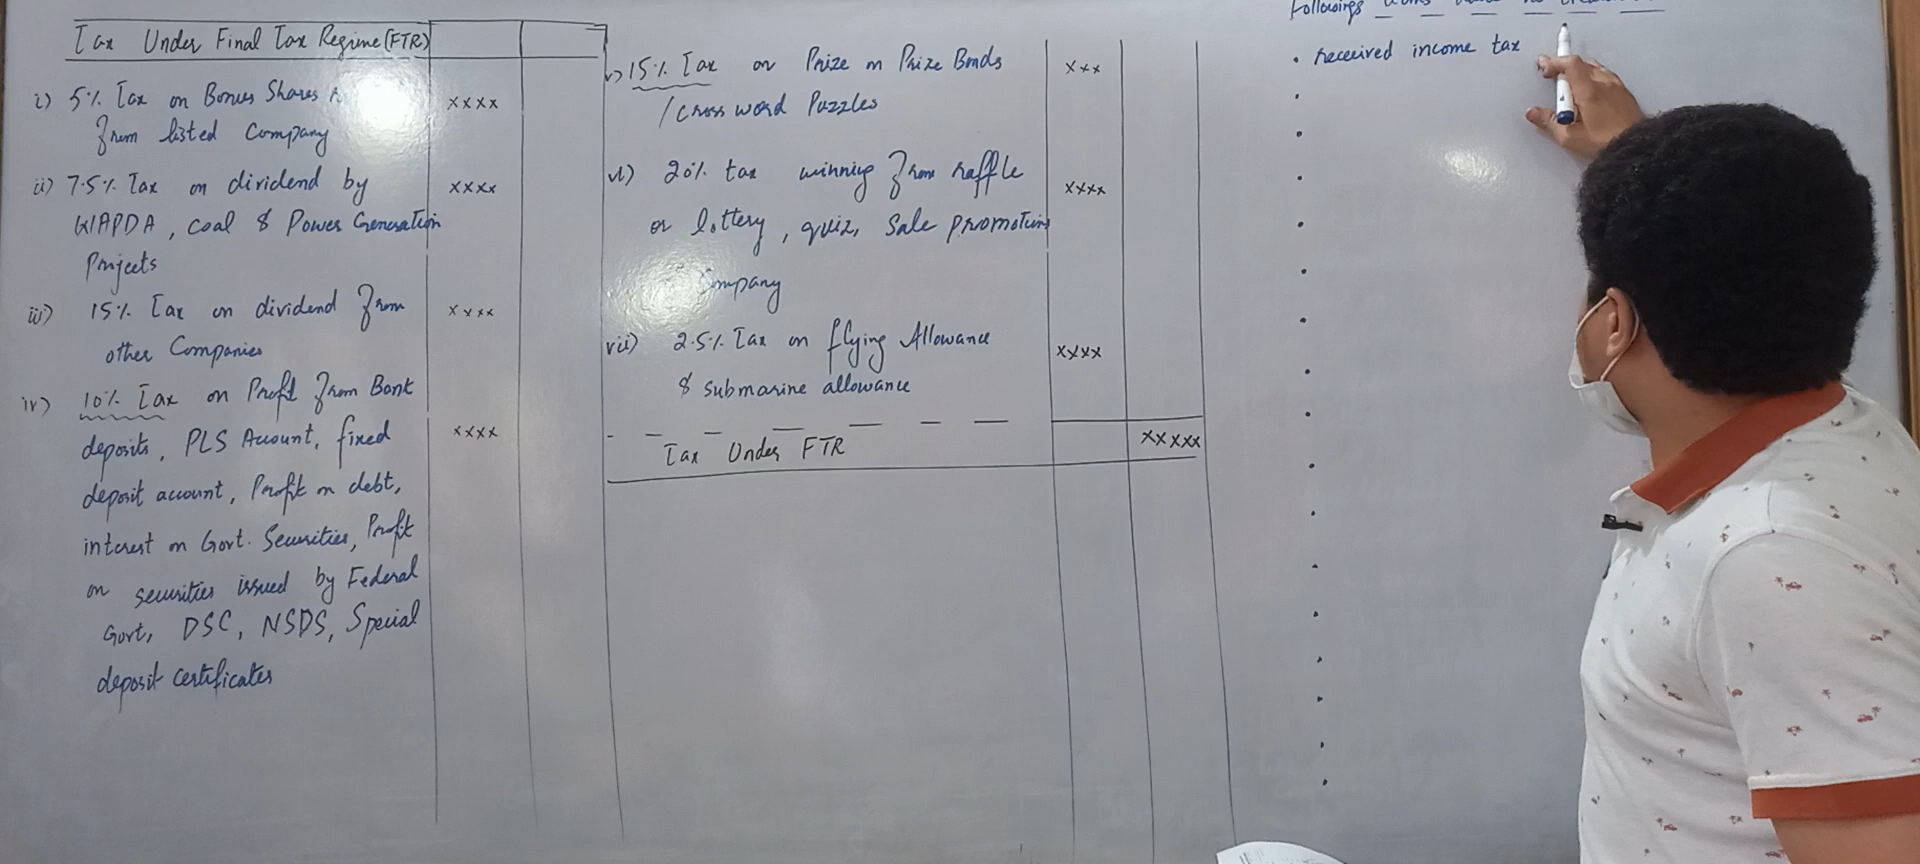 Tax Under Final Tax Regime (FTR)
i) 5% Tax on Bonus Shares
from listed Company
xxxx
ii) 7.5% Tax on dividend by
WAPDA, coal & Power Generation
Projects
xxxx
iii) 15% Tax on dividend from
other Companies
xxxx
iv) 10% Tax on Profit from Bank
deposits, PLS Account, fixed
deposit account, Profit on debt,
interest on Govt. Securities, Profit
on securities issued by Federal
Govt, DSC, NSDS, Special
deposit certificates
xxxx
v) 15% Tax on Prize on Prize Bonds
/ Cross word Puzzles
xxx
vi) 20% tax winning from raffle
or lottery, quiz, Sale promotions
Company
xxxx
vii) 2.5% Tax on flying Allowance
& submarine allowance
xxxx
Tax Under FTR
xxxxx
Followings
• received income tax